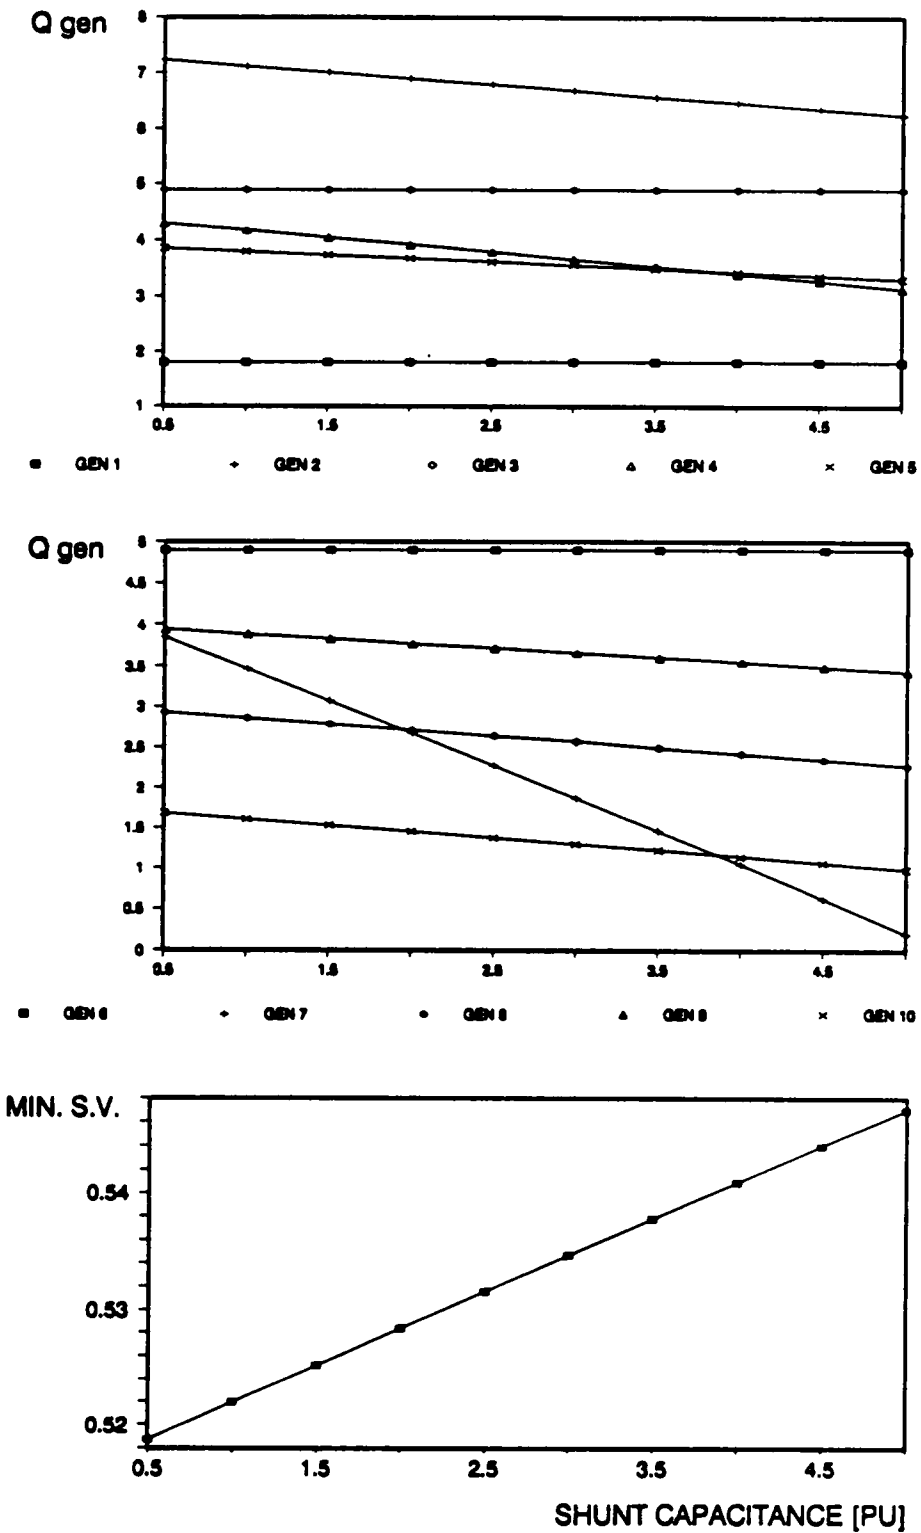 Q gen
8
7
6
5
4
3
2
1
0.5 1.5 2.5 3.5 4.5
GEN 1 GEN 2 GEN 3 GEN 4 GEN 5
Q gen
5
4.5
4
3.5
3
2.5
2
1.5
1
0.5
0
0.5 1.5 2.5 3.5 4.5
GEN 6 GEN 7 GEN 8 GEN 9 GEN 10
MIN. S.V.
0.54
0.53
0.52
0.5 1.5 2.5 3.5 4.5
SHUNT CAPACITANCE [PU]